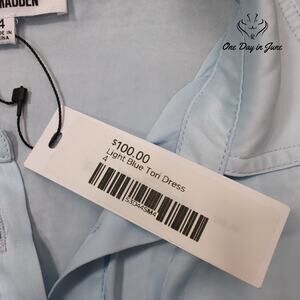 MADDEN
4
MADE IN
CHINA
One Day in June
$100.00
Light Blue Tori Dress
4